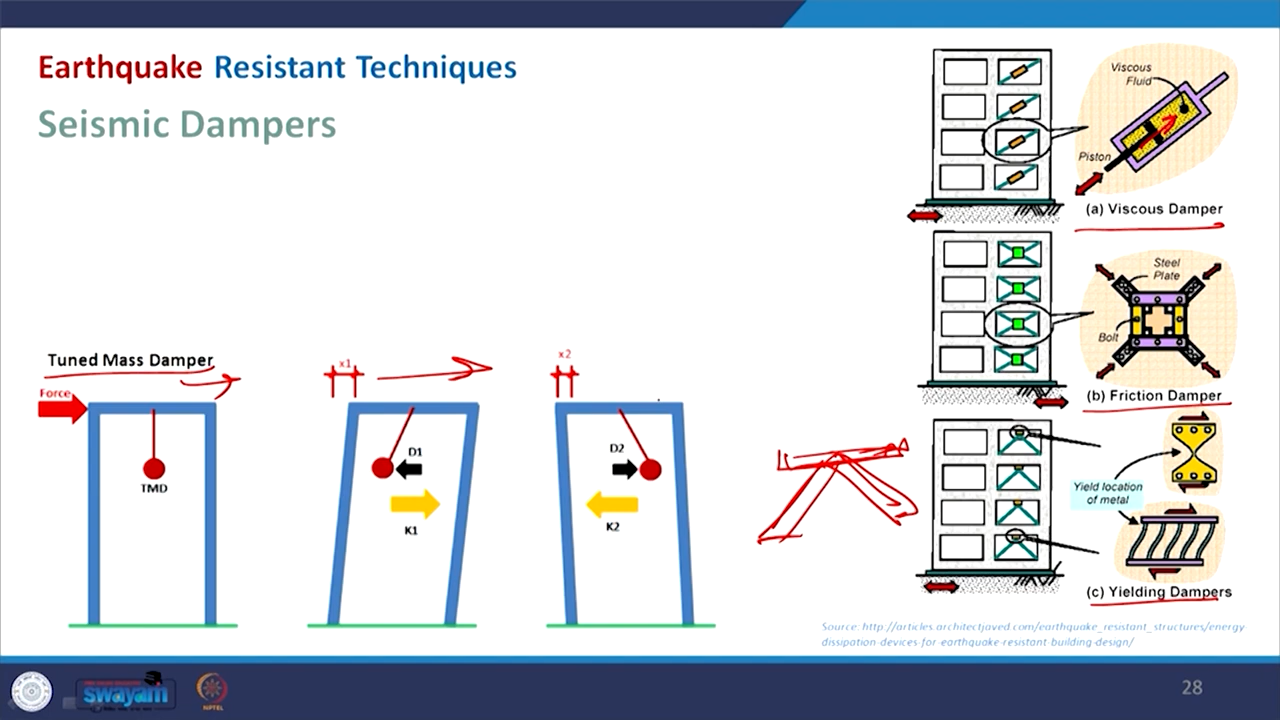 Earthquake Resistant Techniques
Seismic Dampers
Tuned Mass Damper
Force
TMD
x1
D1
K1
x2
D2
K2
Viscous
Fluid
Piston
(a) Viscous Damper
Steel
Plate
Bolt
(b) Friction Damper
Yield location
of metal
(c) Yielding Dampers
Source: http://articles.architectjaved.com/earthquake_resistant_structures/energy
dissipation-devices-for-earthquake-resistant-building-design/
swayam
NPTEL
28